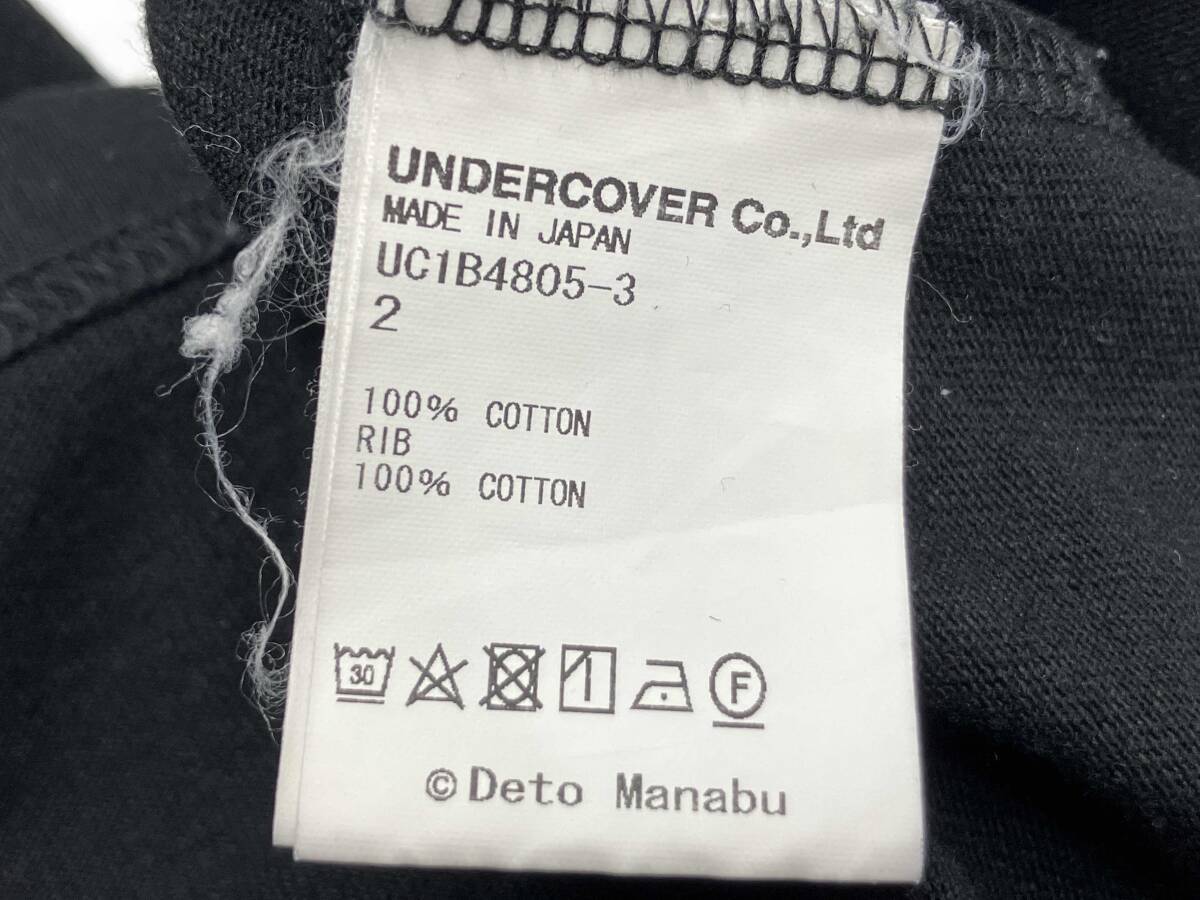 UNDERCOVER Co.,Ltd
MADE IN JAPAN
UC1B4805-3
2
100% COTTON
RIB
100% COTTON
30 F
©Deto Manabu